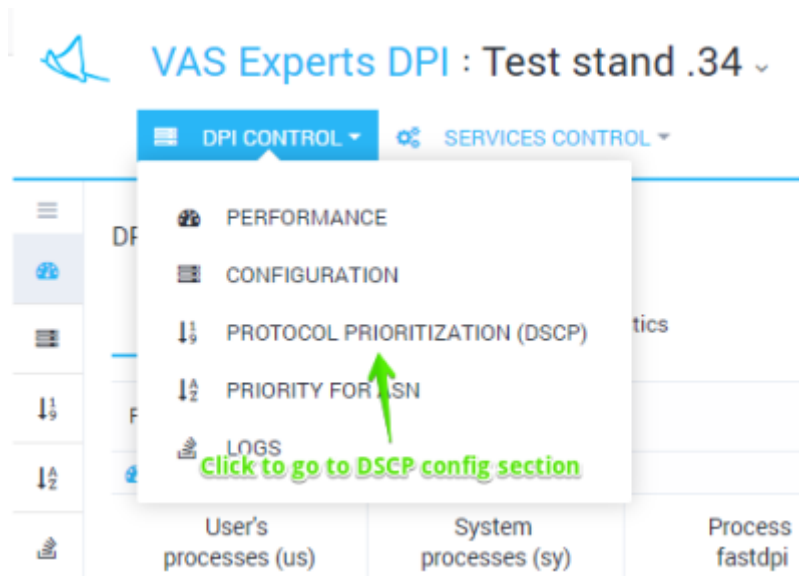 VAS Experts DPI : Test stand .34
DPI CONTROL
SERVICES CONTROL
PERFORMANCE
CONFIGURATION
PROTOCOL PRIORITIZATION (DSCP)
tics
PRIORITY FOR ASN
LOGS
Click to go to DSCP config section
User's
processes (us)
System
processes (sy)
Process
fastdpi